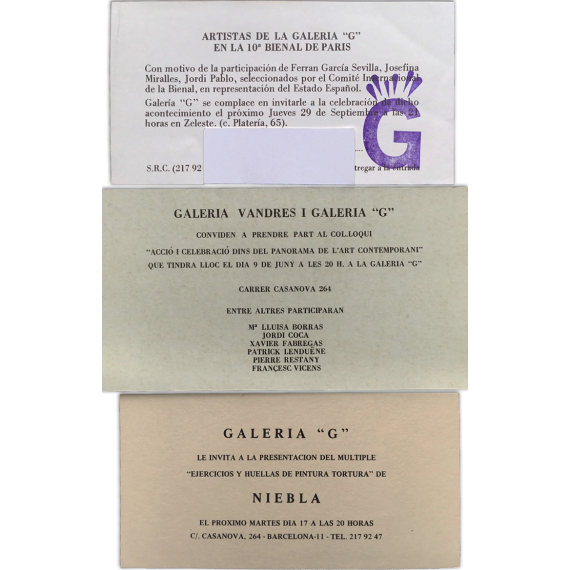 ARTISTAS DE LA GALERIA "G"
EN LA 10ª BIENAL DE PARIS
Con motivo de la participación de Ferran García Sevilla, Josefina
Miralles, Jordi Pablo, seleccionados por el Comité Internacional
de la Bienal, en representación del Estado Español.
Galería "G" se complace en invitarle a la celebración de dicho
acontecimiento el próximo Jueves 29 de Septiembre a las 21
horas en Zeleste. (c. Platería, 65).
G
S.R.C. (217 92 entregar a la entrada
GALERIA VANDRES I GALERIA "G"
CONVIDEN A PRENDRE PART AL COL.LOQUI
"ACCIÓ I CELEBRACIÓ DINS DEL PANORAMA DE L'ART CONTEMPORANI"
QUE TINDRA LLOC EL DIA 9 DE JUNY A LES 20 H. A LA GALERIA "G"
CARRER CASANOVA 264
ENTRE ALTRES PARTICIPARAN
Mª LLUISA BORRAS
JORDI COCA
XAVIER FABREGAS
PATRICK LENDUËNE
PIERRE RESTANY
FRANÇESC VICENS
GALERIA "G"
LE INVITA A LA PRESENTACION DEL MULTIPLE
"EJERCICIOS Y HUELLAS DE PINTURA TORTURA" DE
NIEBLA
EL PROXIMO MARTES DIA 17 A LAS 20 HORAS
C/. CASANOVA, 264 - BARCELONA-11 - TEL. 217 92 47